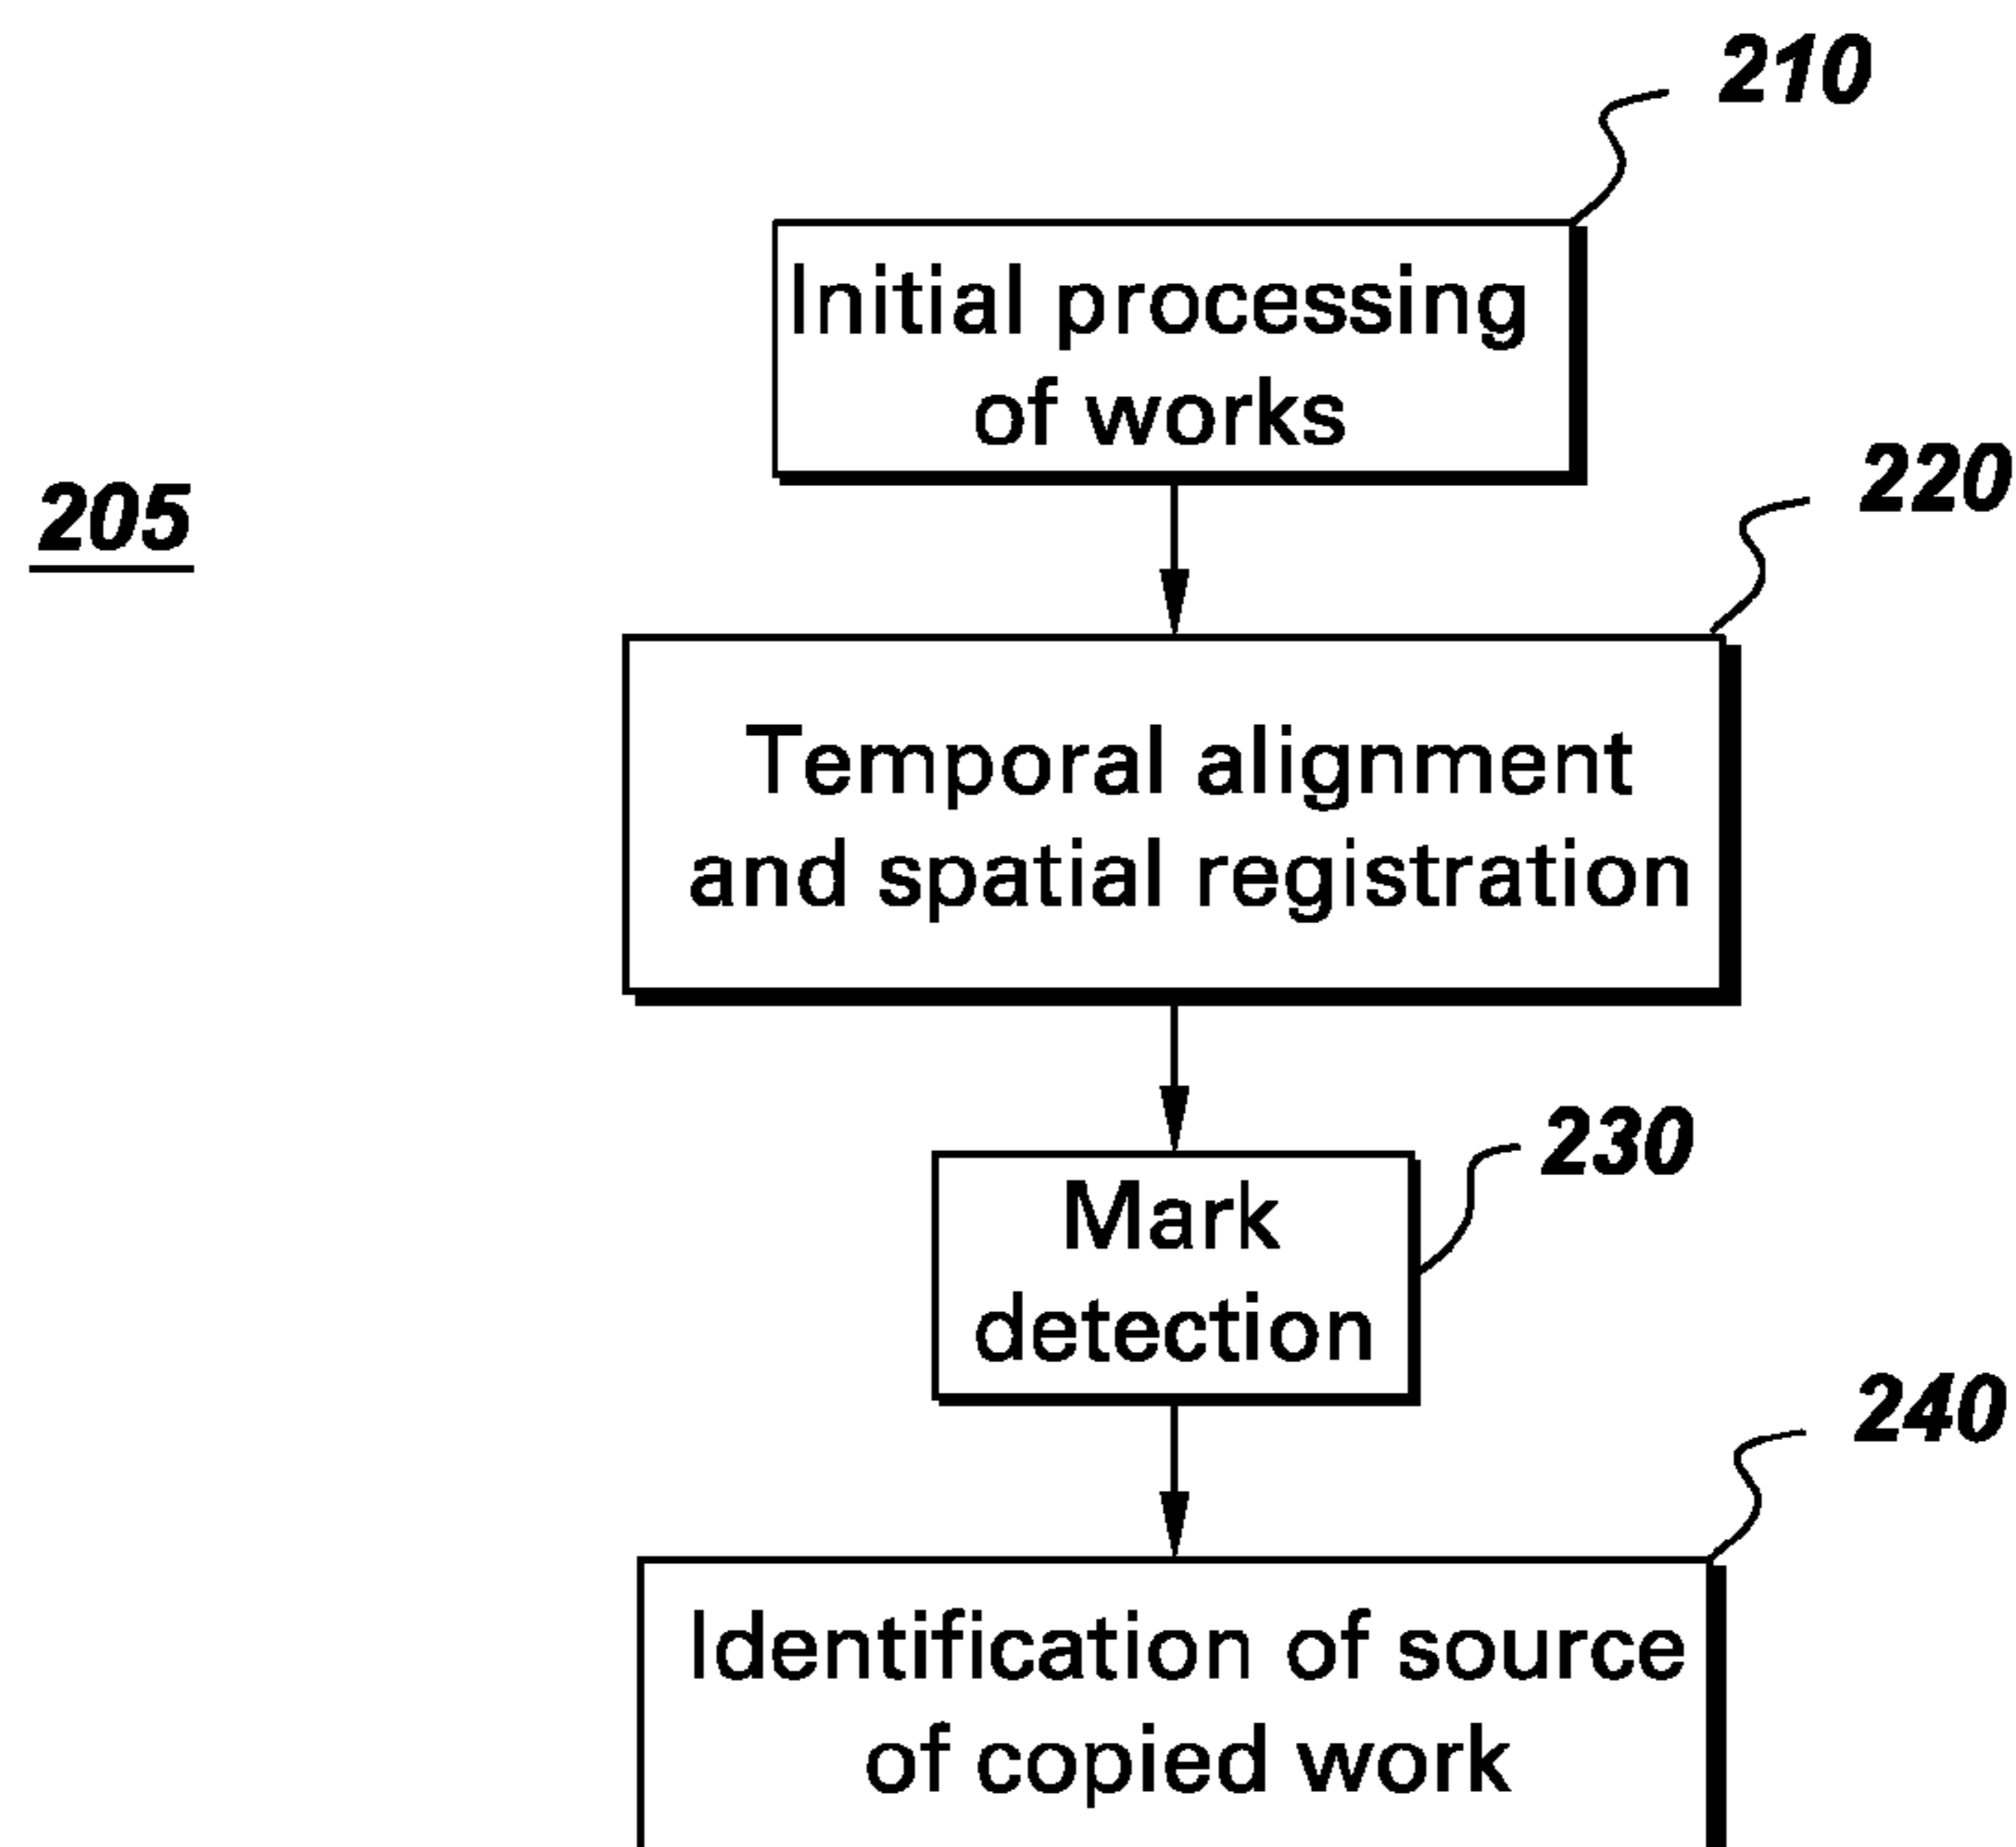 210
Initial processing
of works
205
220
Temporal alignment
and spatial registration
230
Mark
detection
240
Identification of source
of copied work